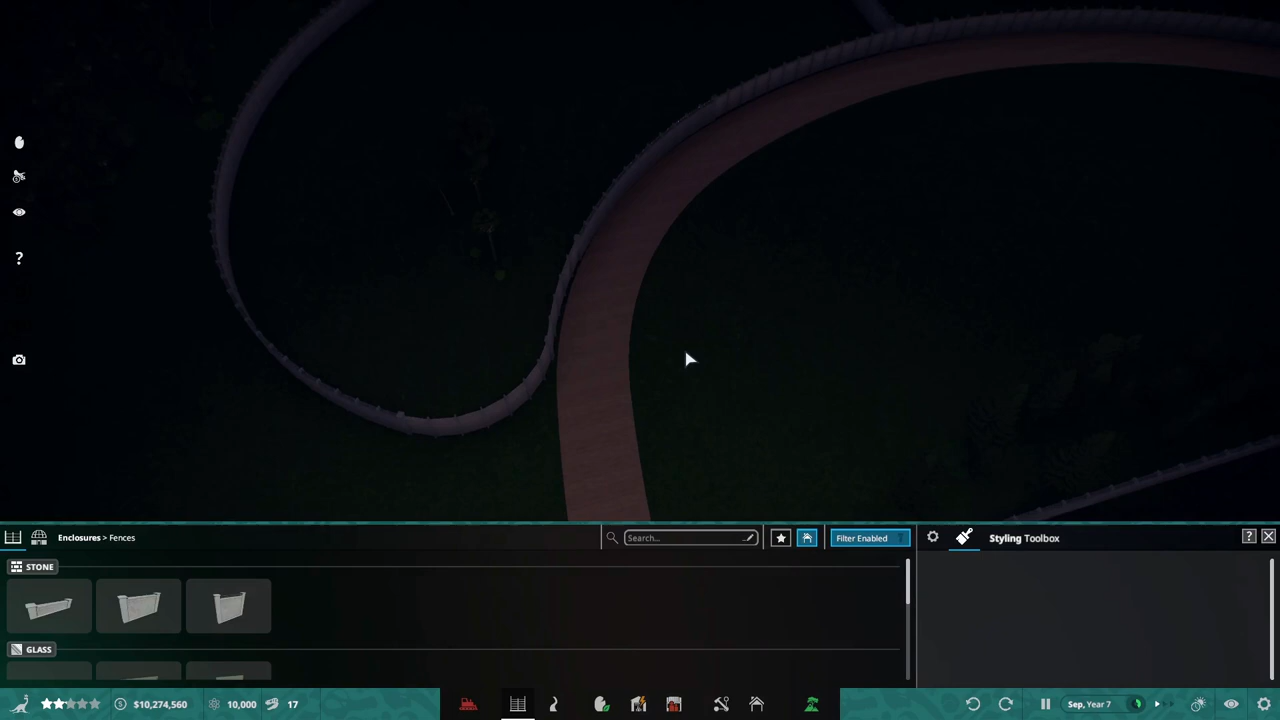 ?
Enclosures > Fences
Search...
Filter Enabled
Styling Toolbox
?
STONE
GLASS
$10,274,560
10,000
17
Sep, Year 7